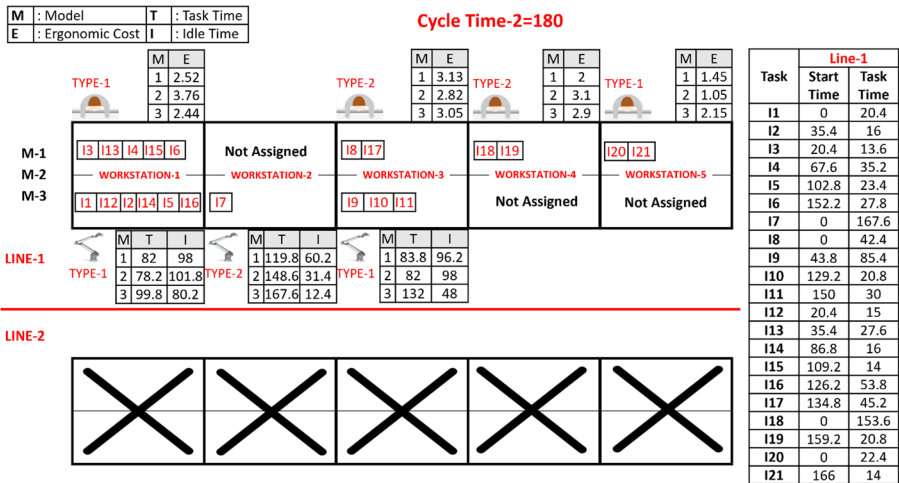 M : Model T : Task Time
E : Ergonomic Cost I : Idle Time
Cycle Time-2=180
TYPE-1
M E
1 2.52
2 3.76
3 2.44
TYPE-2
M E
1 3.13
2 2.82
3 3.05
TYPE-2
M E
1 2
2 3.1
3 2.9
TYPE-1
M E
1 1.45
2 1.05
3 2.15
M-1
M-2
M-3
I3 I13 I4 I15 I6
WORKSTATION-1
I1 I12 I2 I14 I5 I16
Not Assigned
WORKSTATION-2
I7
I8 I17
WORKSTATION-3
I9 I10 I11
I18 I19
WORKSTATION-4
Not Assigned
I20 I21
WORKSTATION-5
Not Assigned
LINE-1
TYPE-1
M T I
1 82 98
2 78.2 101.8
3 99.8 80.2
TYPE-2
M T I
1 119.8 60.2
2 148.6 31.4
3 167.6 12.4
TYPE-1
M T I
1 83.8 96.2
2 82 98
3 132 48
LINE-2
Task Line-1
Start Time Task Time
I1 0 20.4
I2 35.4 16
I3 20.4 13.6
I4 67.6 35.2
I5 102.8 23.4
I6 152.2 27.8
I7 0 167.6
I8 0 42.4
I9 43.8 85.4
I10 129.2 20.8
I11 150 30
I12 20.4 15
I13 35.4 27.6
I14 86.8 16
I15 109.2 14
I16 126.2 53.8
I17 134.8 45.2
I18 0 153.6
I19 159.2 20.8
I20 0 22.4
I21 166 14